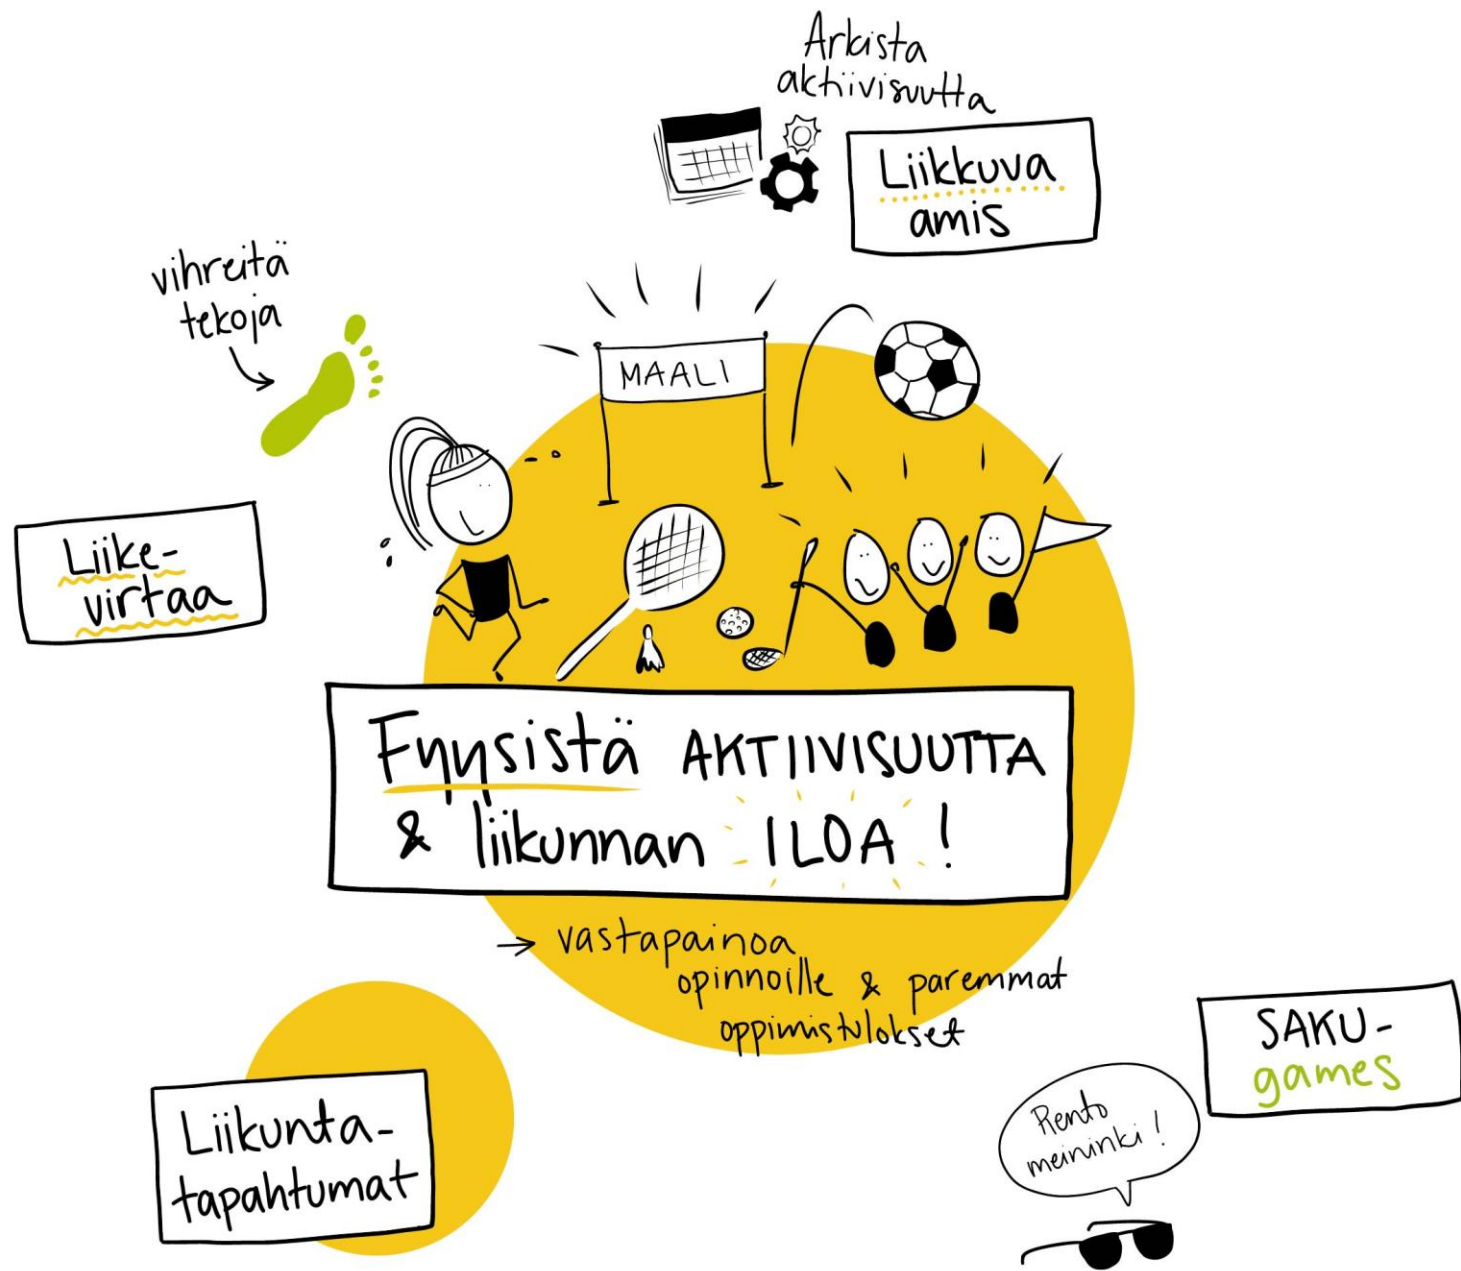 Arkista
aktiivisuutta
Liikkuva
amis
vihreitä
tekoja
MAALI
Liike-
virtaa
Fyysistä AKTIIVISUUTTA
& liikunnan ILOA !
→ vastapainoa
opinnoille & paremmat
oppimistulokset
SAKU-
games
Rento
meininki !
Liikunta-
tapahtumat